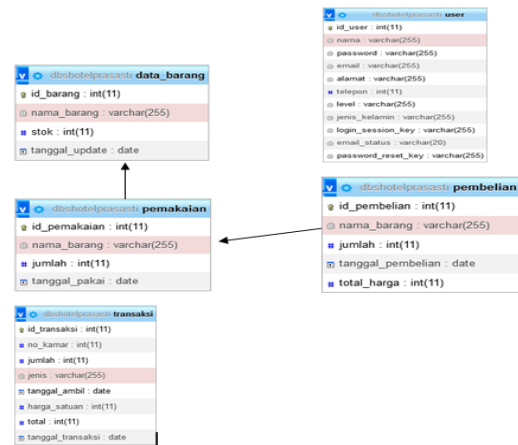 dbshotelprasasti user
id_user : int(11)
nama : varchar(255)
password : varchar(255)
email : varchar(255)
alamat : varchar(255)
telepon : int(11)
level : varchar(255)
jenis_kelamin : varchar(255)
login_session_key : varchar(255)
email_status : varchar(20)
password_reset_key : varchar(255)
dbshotelprasasti data_barang
id_barang : int(11)
nama_barang : varchar(255)
stok : int(11)
tanggal_update : date
dbshotelprasasti pemakaian
id_pemakaian : int(11)
nama_barang : varchar(255)
jumlah : int(11)
tanggal_pakai : date
dbshotelprasasti pembelian
id_pembelian : int(11)
nama_barang : varchar(255)
jumlah : int(11)
tanggal_pembelian : date
total_harga : int(11)
dbshotelprasasti transaksi
id_transaksi : int(11)
no_kamar : int(11)
jumlah : int(11)
jenis : varchar(255)
tanggal_ambil : date
harga_satuan : int(11)
total : int(11)
tanggal_transaksi : date